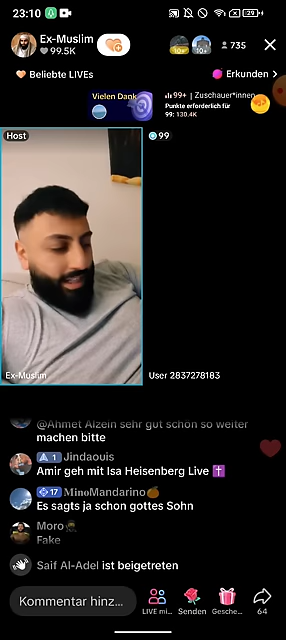 23:10
29
Ex-Muslim
99.5K
10+
10+
735
Beliebte LIVEs
Erkunden
Vielen Dank
99+ | Zuschauer*innen
Punkte erforderlich für
99: 130.4K
Host
99
Ex-Muslim
User 2837278183
@Ahmet Alzein sehr gut schon so weiter
machen bitte
1 Jindaouis
Amir geh mit Isa Heisenberg Live ✝️
17 MinoMandarino🍊
Es sagts ja schon gottes Sohn
Moro
Fake
Saif Al-Adel ist beigetreten
Kommentar hinz...
LIVE mi...
Senden
Gesche...
64